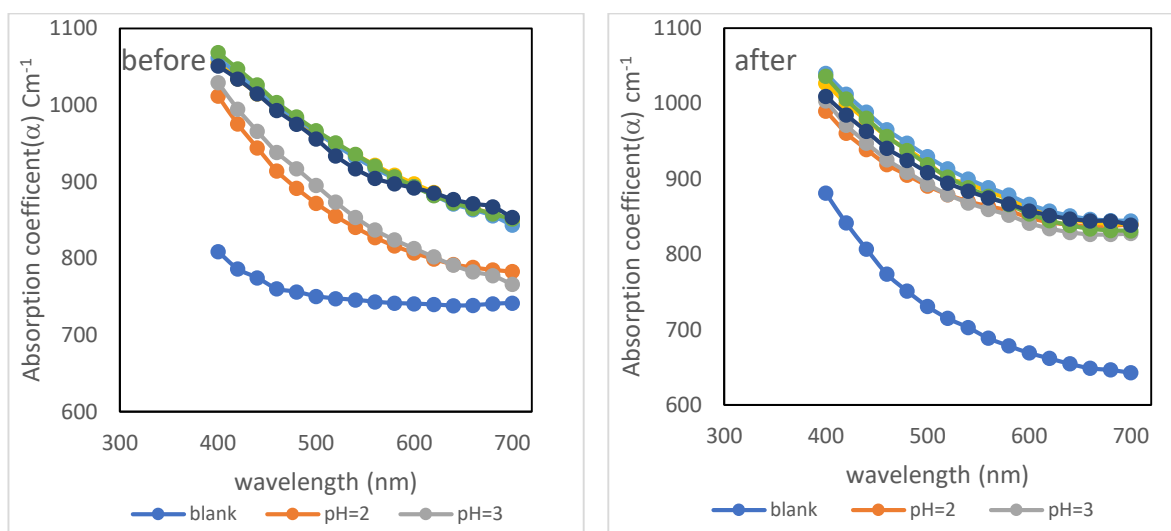 before
1100
1000
900
800
700
600
300 400 500 600 700
Absorption coefficent(α) Cm-1
wavelength (nm)
blank pH=2 pH=3
after
1100
1000
900
800
700
600
300 400 500 600 700
Absorption coefficent(α) cm-1
wavelength (nm)
blank pH=2 pH=3